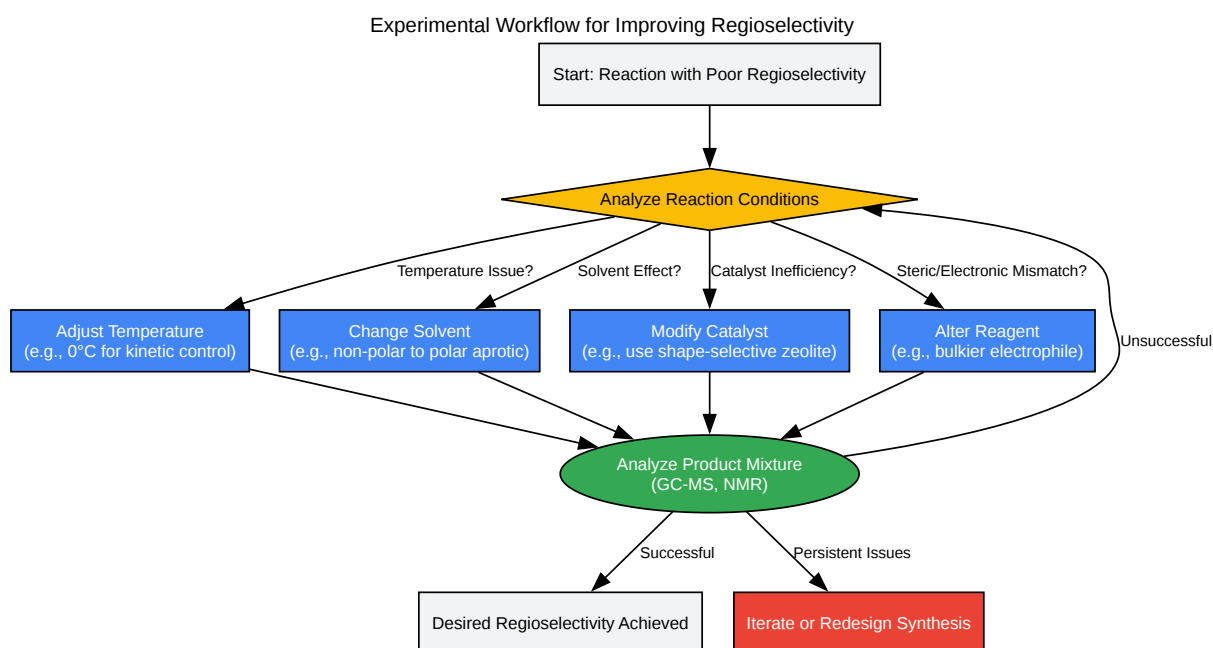 Experimental Workflow for Improving Regioselectivity
Start: Reaction with Poor Regioselectivity
Analyze Reaction Conditions
Temperature Issue?
Solvent Effect?
Catalyst Inefficiency?
Steric/Electronic Mismatch?
Adjust Temperature
(e.g., 0°C for kinetic control)
Change Solvent
(e.g., non-polar to polar aprotic)
Modify Catalyst
(e.g., use shape-selective zeolite)
Alter Reagent
(e.g., bulkier electrophile)
Unsuccessful
Analyze Product Mixture
(GC-MS, NMR)
Successful
Persistent Issues
Desired Regioselectivity Achieved
Iterate or Redesign Synthesis